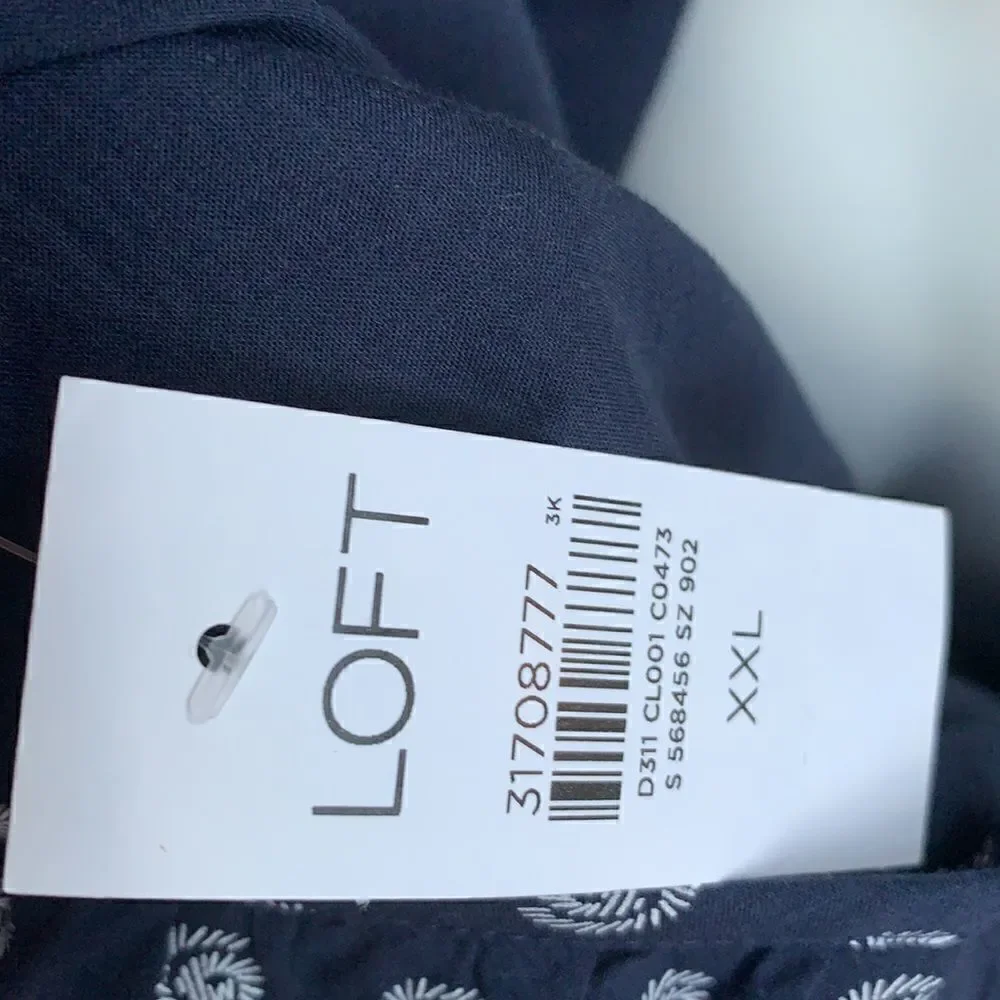 LOFT
31708777 3K
D311 CL001 C0473
S 568456 SZ 902
XXL